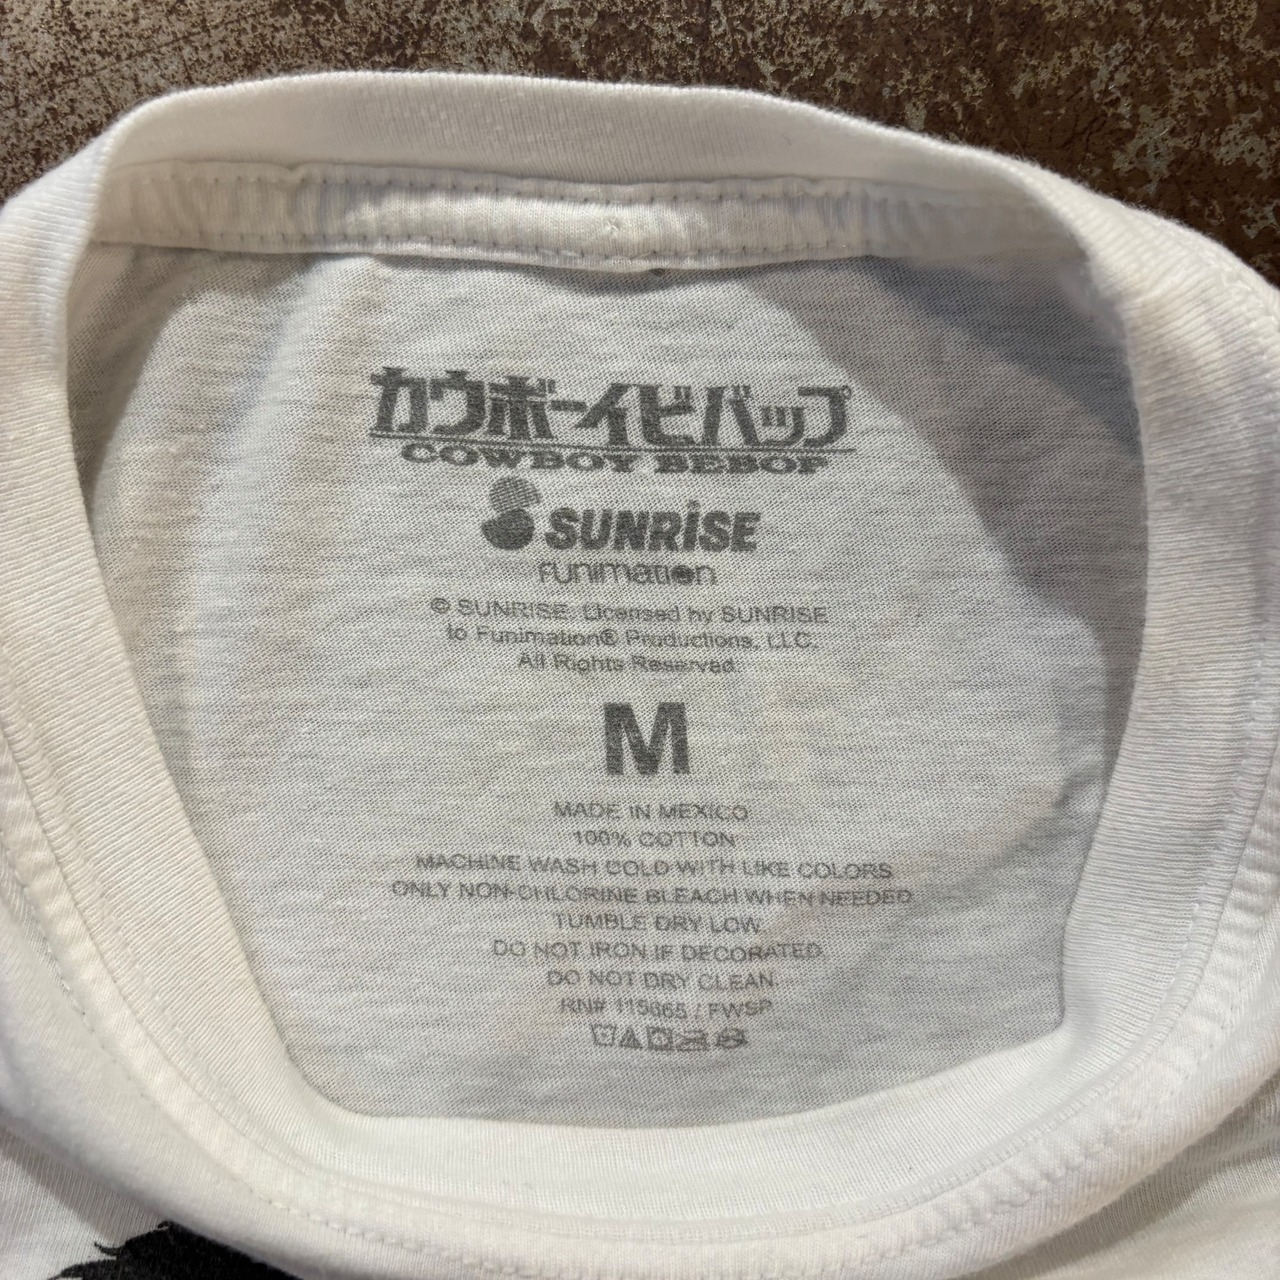 カウボーイビバップ
COWBOY BEBOP
SUNRiSE
Funimation
© SUNRISE. Licensed by SUNRISE
to Funimation® Productions, LLC.
All Rights Reserved.
M
MADE IN MEXICO
100% COTTON
MACHINE WASH COLD WITH LIKE COLORS
ONLY NON-CHLORINE BLEACH WHEN NEEDED
TUMBLE DRY LOW
DO NOT IRON IF DECORATED
DO NOT DRY CLEAN
RN# 115665 / FWSP